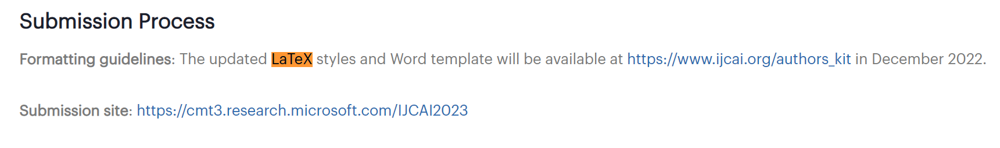 Submission Process
Formatting guidelines: The updated LaTeX styles and Word template will be available at https://www.ijcai.org/authors_kit in December 2022.
Submission site: https://cmt3.research.microsoft.com/IJCAI2023